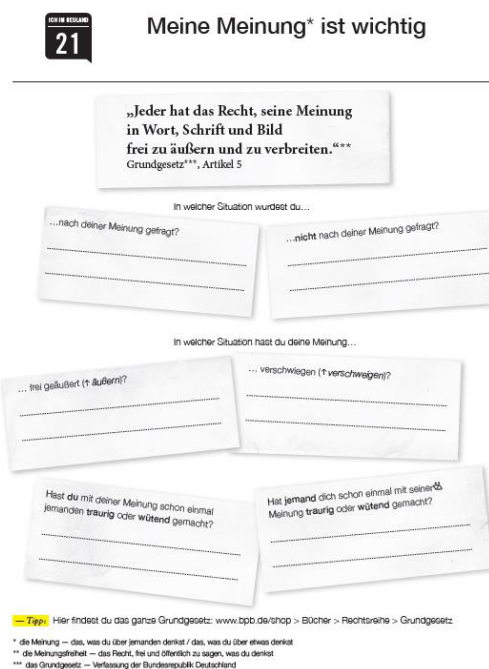 ICH IN NEULAND
21
Meine Meinung* ist wichtig
„Jeder hat das Recht, seine Meinung
in Wort, Schrift und Bild
frei zu äußern und zu verbreiten.“**
Grundgesetz***, Artikel 5
In welcher Situation wurdest du…
…nach deiner Meinung gefragt?
…nicht nach deiner Meinung gefragt?
In welcher Situation hast du deine Meinung…
… frei geäußert (↑ äußern)?
… verschwiegen (↑ verschweigen)?
Hast du mit deiner Meinung schon einmal
jemanden traurig oder wütend gemacht?
Hat jemand dich schon einmal mit seiner
Meinung traurig oder wütend gemacht?
— Tipp: Hier findest du das ganze Grundgesetz: www.bpb.de/shop > Bücher > Rechtsreihe > Grundgesetz
* die Meinung — das, was du über jemanden denkst / das, was du über etwas denkst
** die Meinungsfreiheit — das Recht, frei und öffentlich zu sagen, was du denkst
*** das Grundgesetz — Verfassung der Bundesrepublik Deutschland